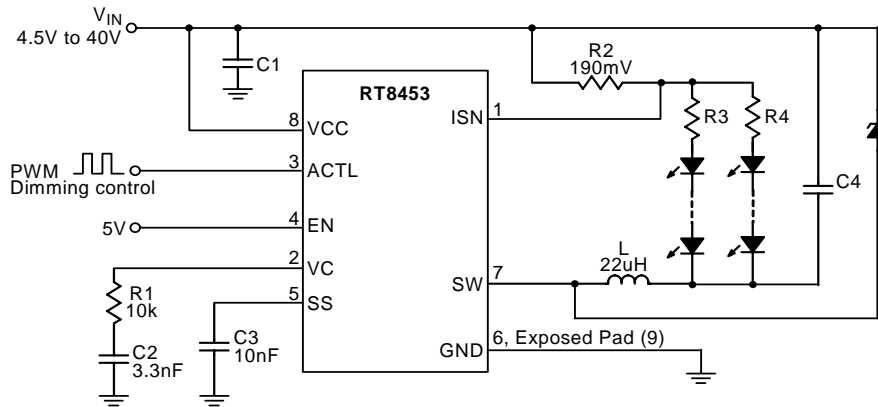 VIN
4.5V to 40V
C1
R2
190mV
RT8453
8
VCC
ISN
1
R3
R4
PWM
Dimming control
3
ACTL
5V
4
EN
C4
2
VC
L
22uH
SW
7
R1
10k
5
SS
C2
3.3nF
C3
10nF
GND
6, Exposed Pad (9)